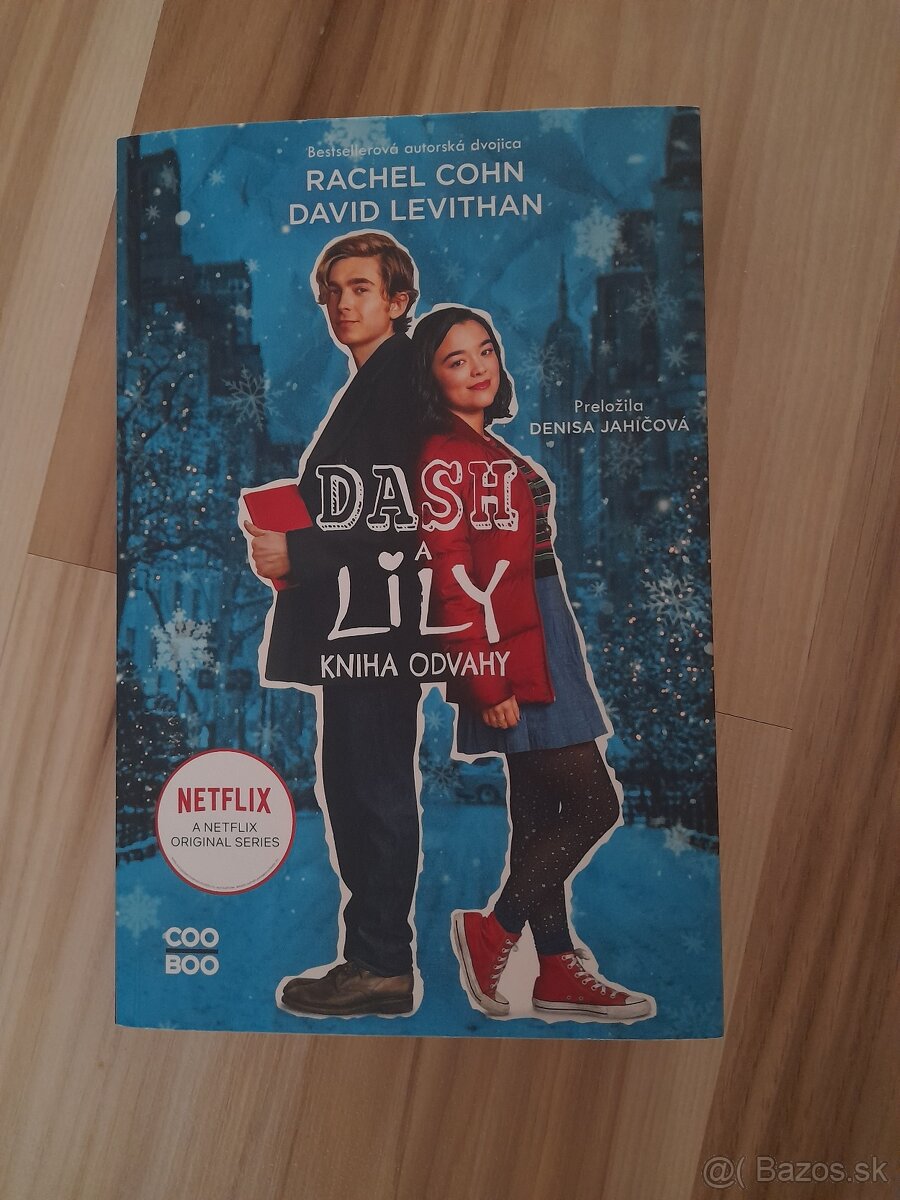 Bestsellerová autorská dvojica
RACHEL COHN
DAVID LEVITHAN
Preložila
DENISA JAHIČOVÁ
DASH
A
LiLY
KNIHA ODVAHY
NETFLIX
A NETFLIX
ORIGINAL SERIES
COO
BOO
@( Bazos.sk